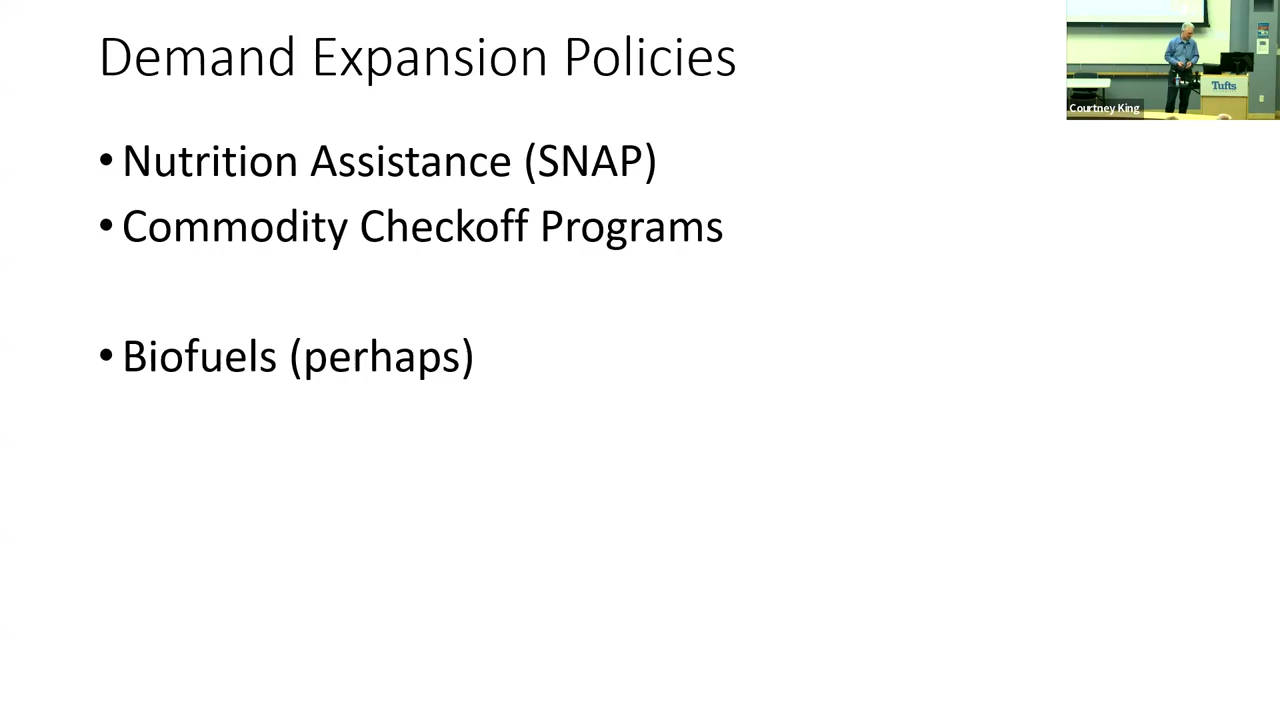 Demand Expansion Policies
• Nutrition Assistance (SNAP)
• Commodity Checkoff Programs
• Biofuels (perhaps)
Tufts
Courtney King